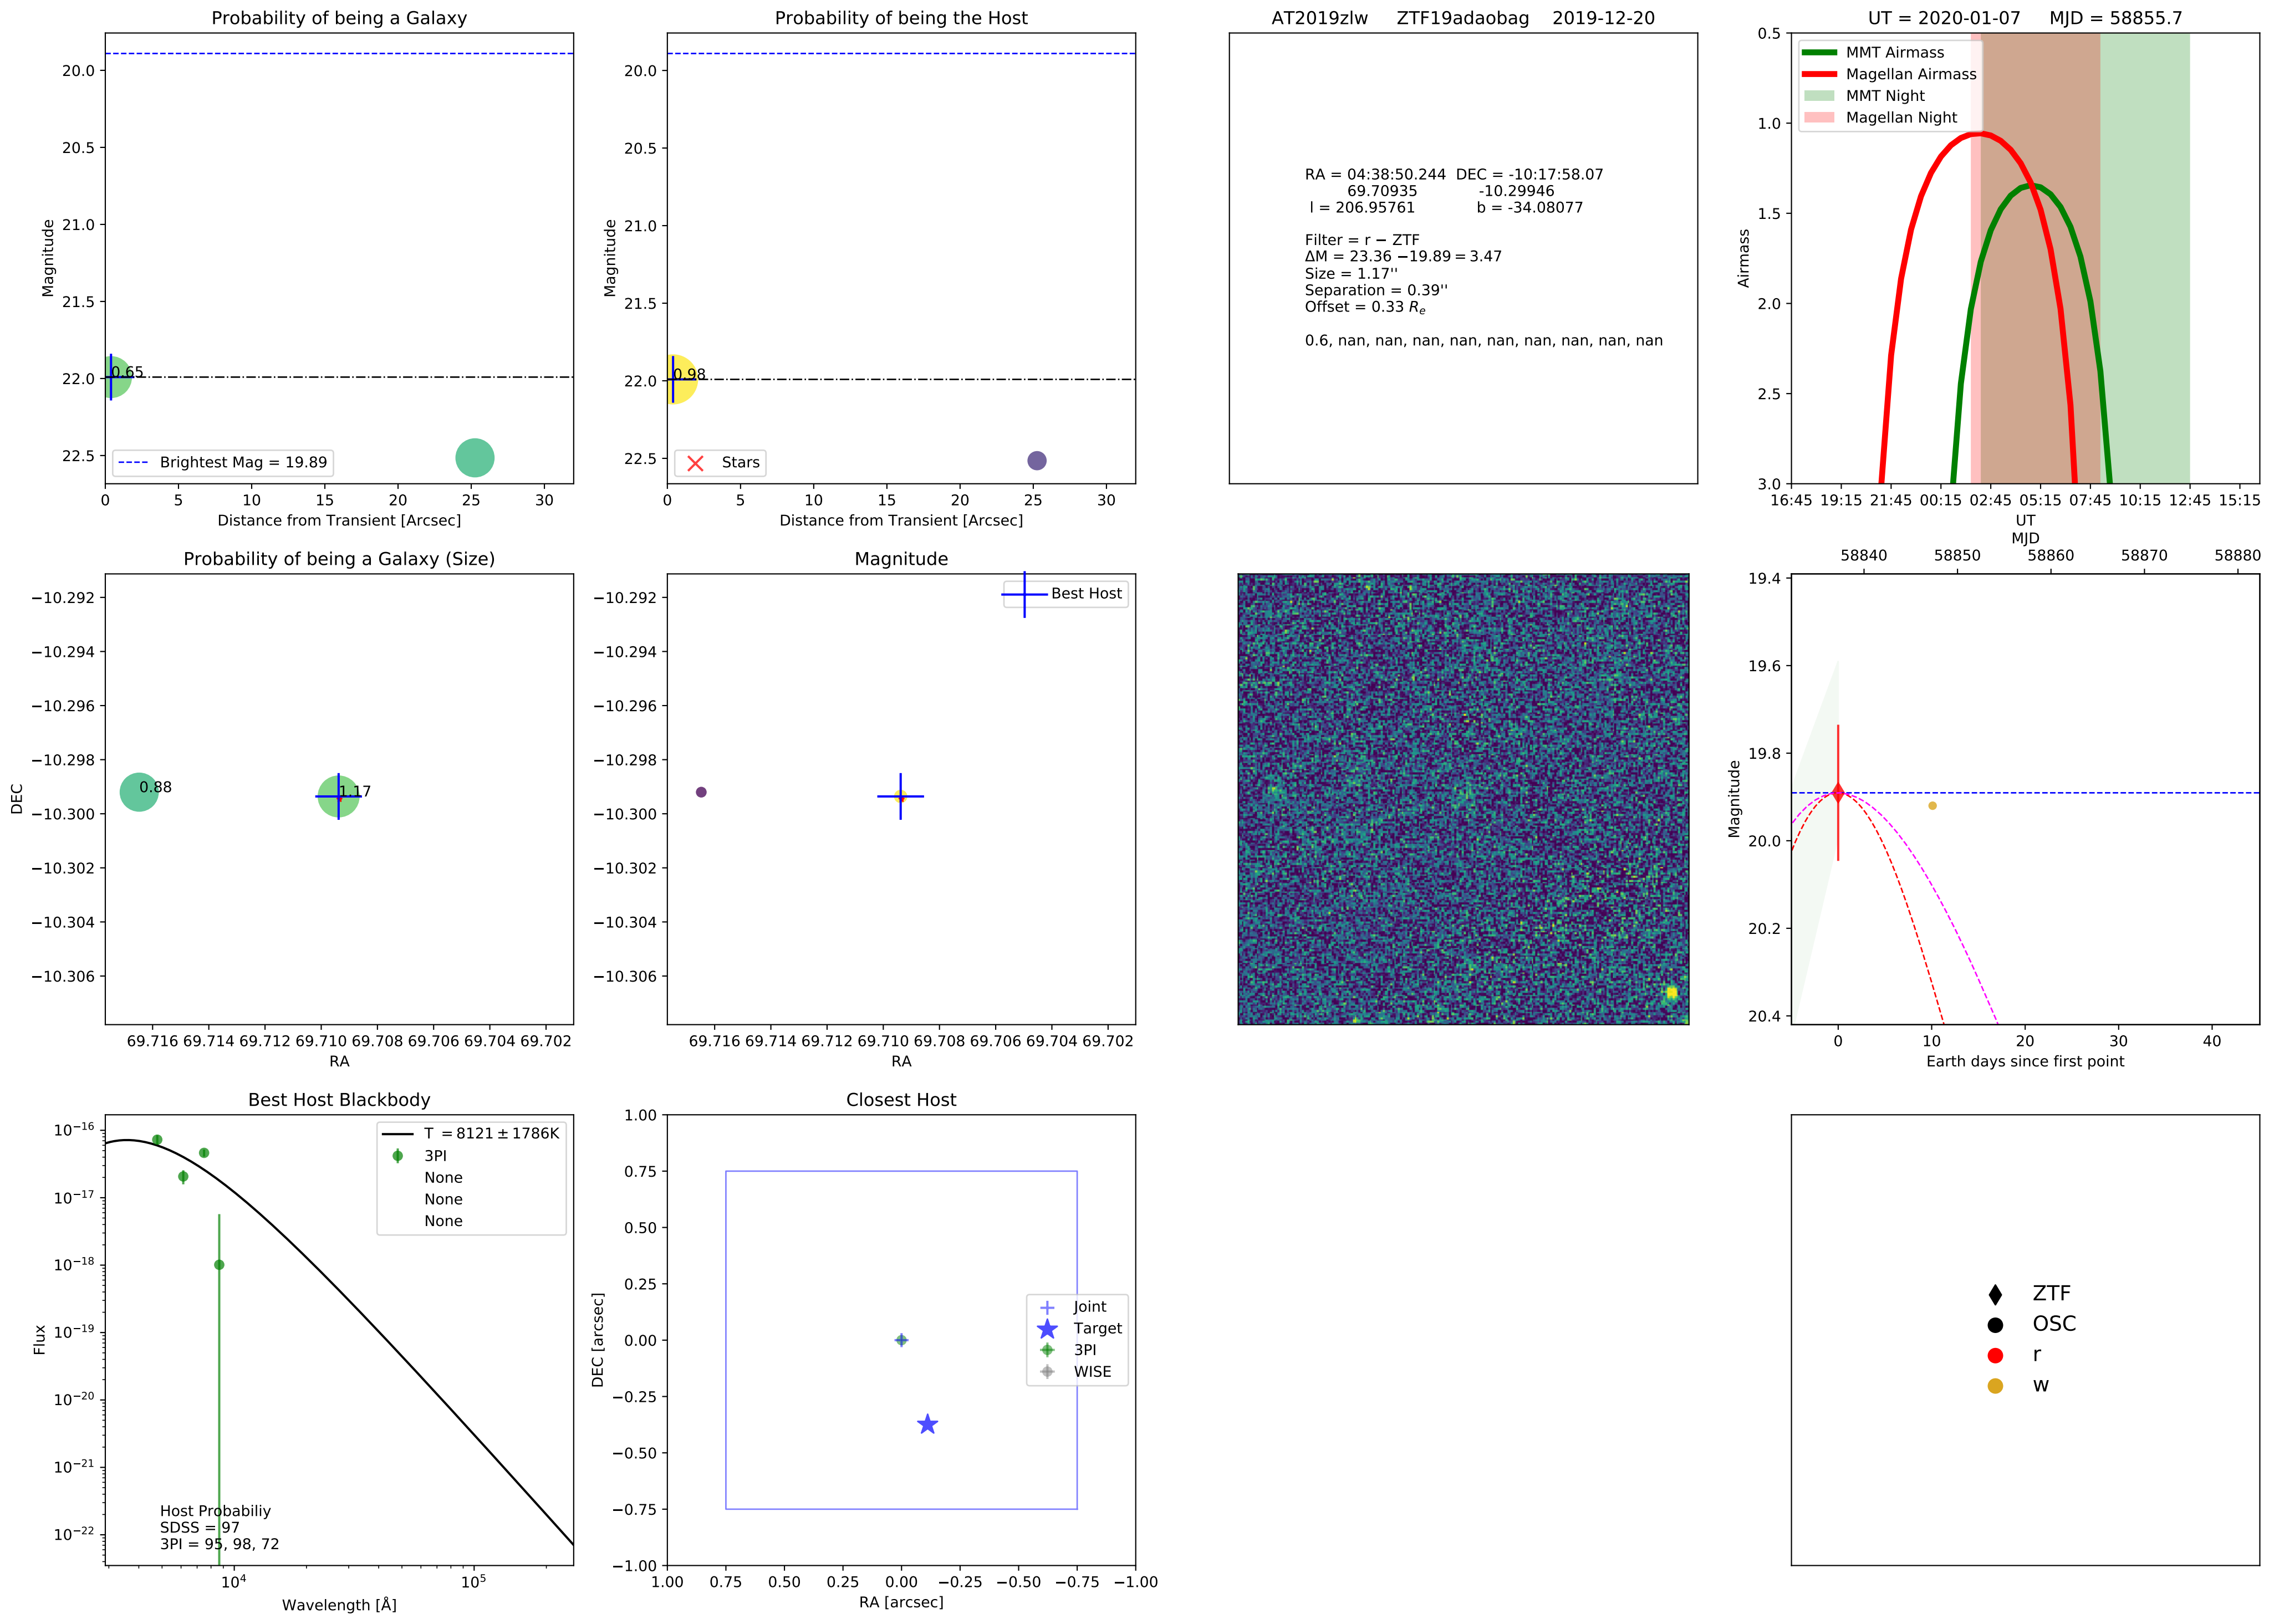 Probability of being a Galaxy
Magnitude
20.0
20.5
21.0
21.5
22.0
22.5
0.65
Brightest Mag = 19.89
0 5 10 15 20 25 30
Distance from Transient [Arcsec]
Probability of being the Host
Magnitude
20.0
20.5
21.0
21.5
22.0
22.5
0.98
Stars
0 5 10 15 20 25 30
Distance from Transient [Arcsec]
AT2019zlw ZTF19adaobag 2019-12-20
RA = 04:38:50.244 DEC = -10:17:58.07
69.70935 -10.29946
l = 206.95761 b = -34.08077
Filter = r − ZTF
ΔM = 23.36 −19.89 = 3.47
Size = 1.17''
Separation = 0.39''
Offset = 0.33 Re
0.6, nan, nan, nan, nan, nan, nan, nan, nan, nan
UT = 2020-01-07 MJD = 58855.7
MMT Airmass
Magellan Airmass
MMT Night
Magellan Night
Airmass
0.5
1.0
1.5
2.0
2.5
3.0
16:45 19:15 21:45 00:15 02:45 05:15 07:45 10:15 12:45 15:15
UT
Probability of being a Galaxy (Size)
DEC
−10.292
−10.294
−10.296
−10.298
−10.300
−10.302
−10.304
−10.306
0.88
1.17
69.716 69.714 69.712 69.710 69.708 69.706 69.704 69.702
RA
Magnitude
Best Host
−10.292
−10.294
−10.296
−10.298
−10.300
−10.302
−10.304
−10.306
69.716 69.714 69.712 69.710 69.708 69.706 69.704 69.702
RA
MJD
58840 58850 58860 58870 58880
Magnitude
19.4
19.6
19.8
20.0
20.2
20.4
0 10 20 30 40
Earth days since first point
Best Host Blackbody
T = 8121 ± 1786K
3PI
None
None
None
Flux
10−16
10−17
10−18
10−19
10−20
10−21
10−22
Host Probabiliy
SDSS = 97
3PI = 95, 98, 72
104 105
Wavelength [Å]
Closest Host
DEC [arcsec]
1.00
0.75
0.50
0.25
0.00
−0.25
−0.50
−0.75
−1.00
Joint
Target
3PI
WISE
1.00 0.75 0.50 0.25 0.00 −0.25 −0.50 −0.75 −1.00
RA [arcsec]
ZTF
OSC
r
w